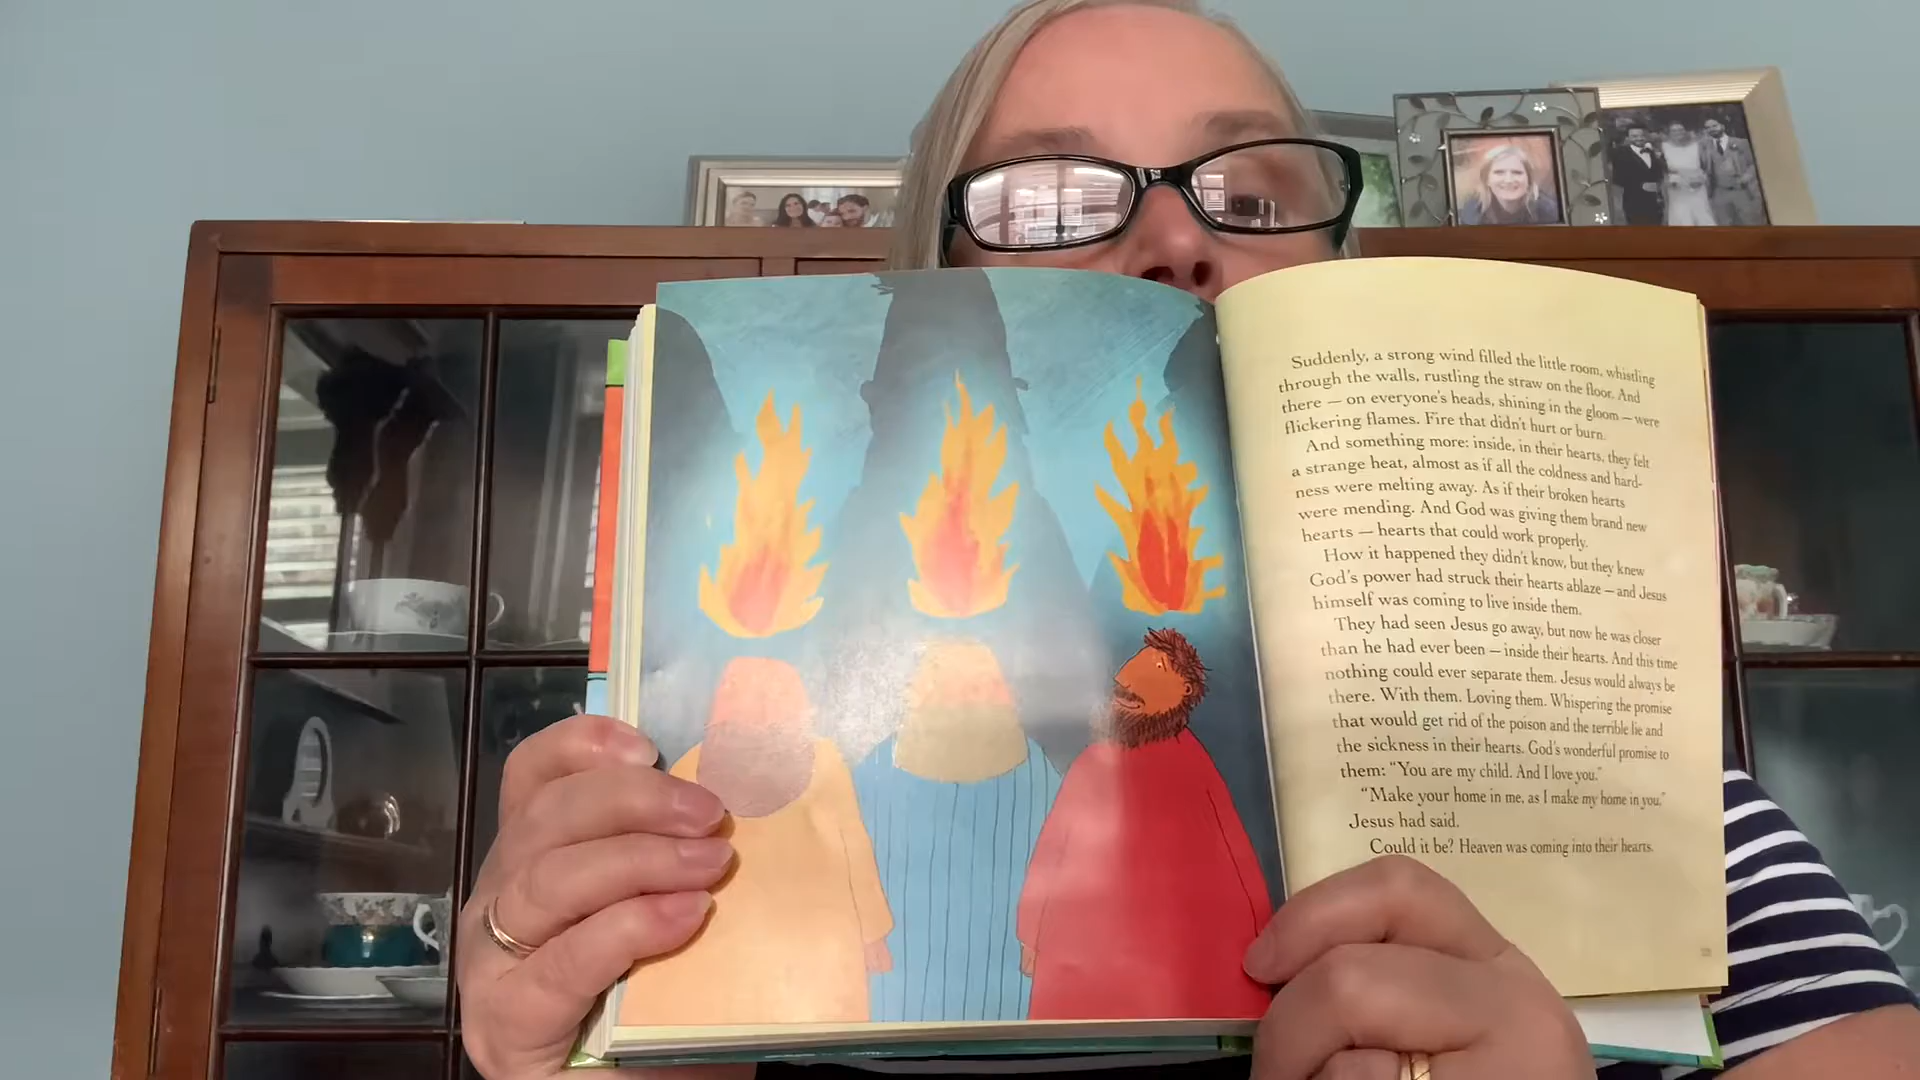 Suddenly, a strong wind filled the little room, whistling
through the walls, rustling the straw on the floor. And
there — on everyone's heads, shining in the gloom — were
flickering flames. Fire that didn't hurt or burn.
And something more: inside, in their hearts, they felt
a strange heat, almost as if all the coldness and hard-
ness were melting away. As if their broken hearts
were mending. And God was giving them brand new
hearts — hearts that could work properly.
How it happened they didn't know, but they knew
God's power had struck their hearts ablaze — and Jesus
himself was coming to live inside them.
They had seen Jesus go away, but now he was closer
than he had ever been — inside their hearts. And this time
nothing could ever separate them. Jesus would always be
there. With them. Loving them. Whispering the promise
that would get rid of the poison and the terrible lie and
the sickness in their hearts. God's wonderful promise to
them: "You are my child. And I love you."
"Make your home in me, as I make my home in you,"
Jesus had said.
Could it be? Heaven was coming into their hearts.